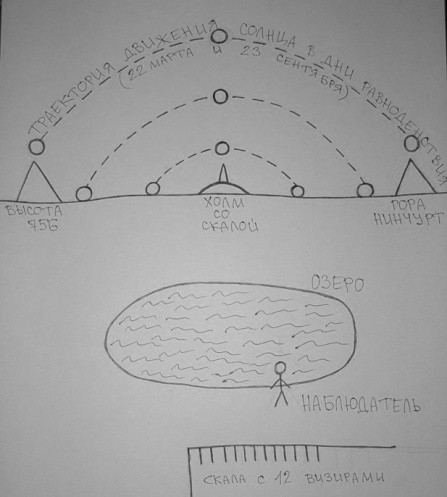 ТРАЕКТОРИЯ ДВИЖЕНИЯ СОЛНЦА В ДНИ РАВНОДЕНСТВИЯ
(22 МАРТА И 23 СЕНТЯБРЯ)
ВЫСОТА
756
ХОЛМ
СО
СКАЛОЙ
ГОРА
НИНЧУРТ
ОЗЕРО
НАБЛЮДАТЕЛЬ
СКАЛА С 12 ВИЗИРАМИ